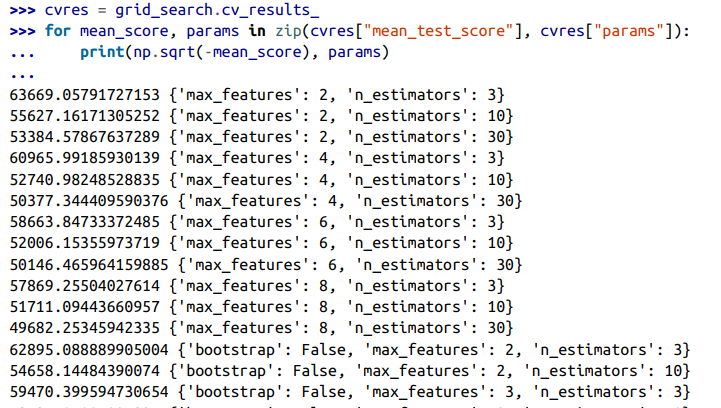 >>> cvres = grid_search.cv_results_
>>> for mean_score, params in zip(cvres["mean_test_score"], cvres["params"]):
...     print(np.sqrt(-mean_score), params)
...
63669.05791727153 {'max_features': 2, 'n_estimators': 3}
55627.16171305252 {'max_features': 2, 'n_estimators': 10}
53384.57867637289 {'max_features': 2, 'n_estimators': 30}
60965.99185930139 {'max_features': 4, 'n_estimators': 3}
52740.98248528835 {'max_features': 4, 'n_estimators': 10}
50377.344409590376 {'max_features': 4, 'n_estimators': 30}
58663.84733372485 {'max_features': 6, 'n_estimators': 3}
52006.15355973719 {'max_features': 6, 'n_estimators': 10}
50146.465964159885 {'max_features': 6, 'n_estimators': 30}
57869.25504027614 {'max_features': 8, 'n_estimators': 3}
51711.09443660957 {'max_features': 8, 'n_estimators': 10}
49682.25345942335 {'max_features': 8, 'n_estimators': 30}
62895.088889905004 {'bootstrap': False, 'max_features': 2, 'n_estimators': 3}
54658.14484390074 {'bootstrap': False, 'max_features': 2, 'n_estimators': 10}
59470.399594730654 {'bootstrap': False, 'max_features': 3, 'n_estimators': 3}